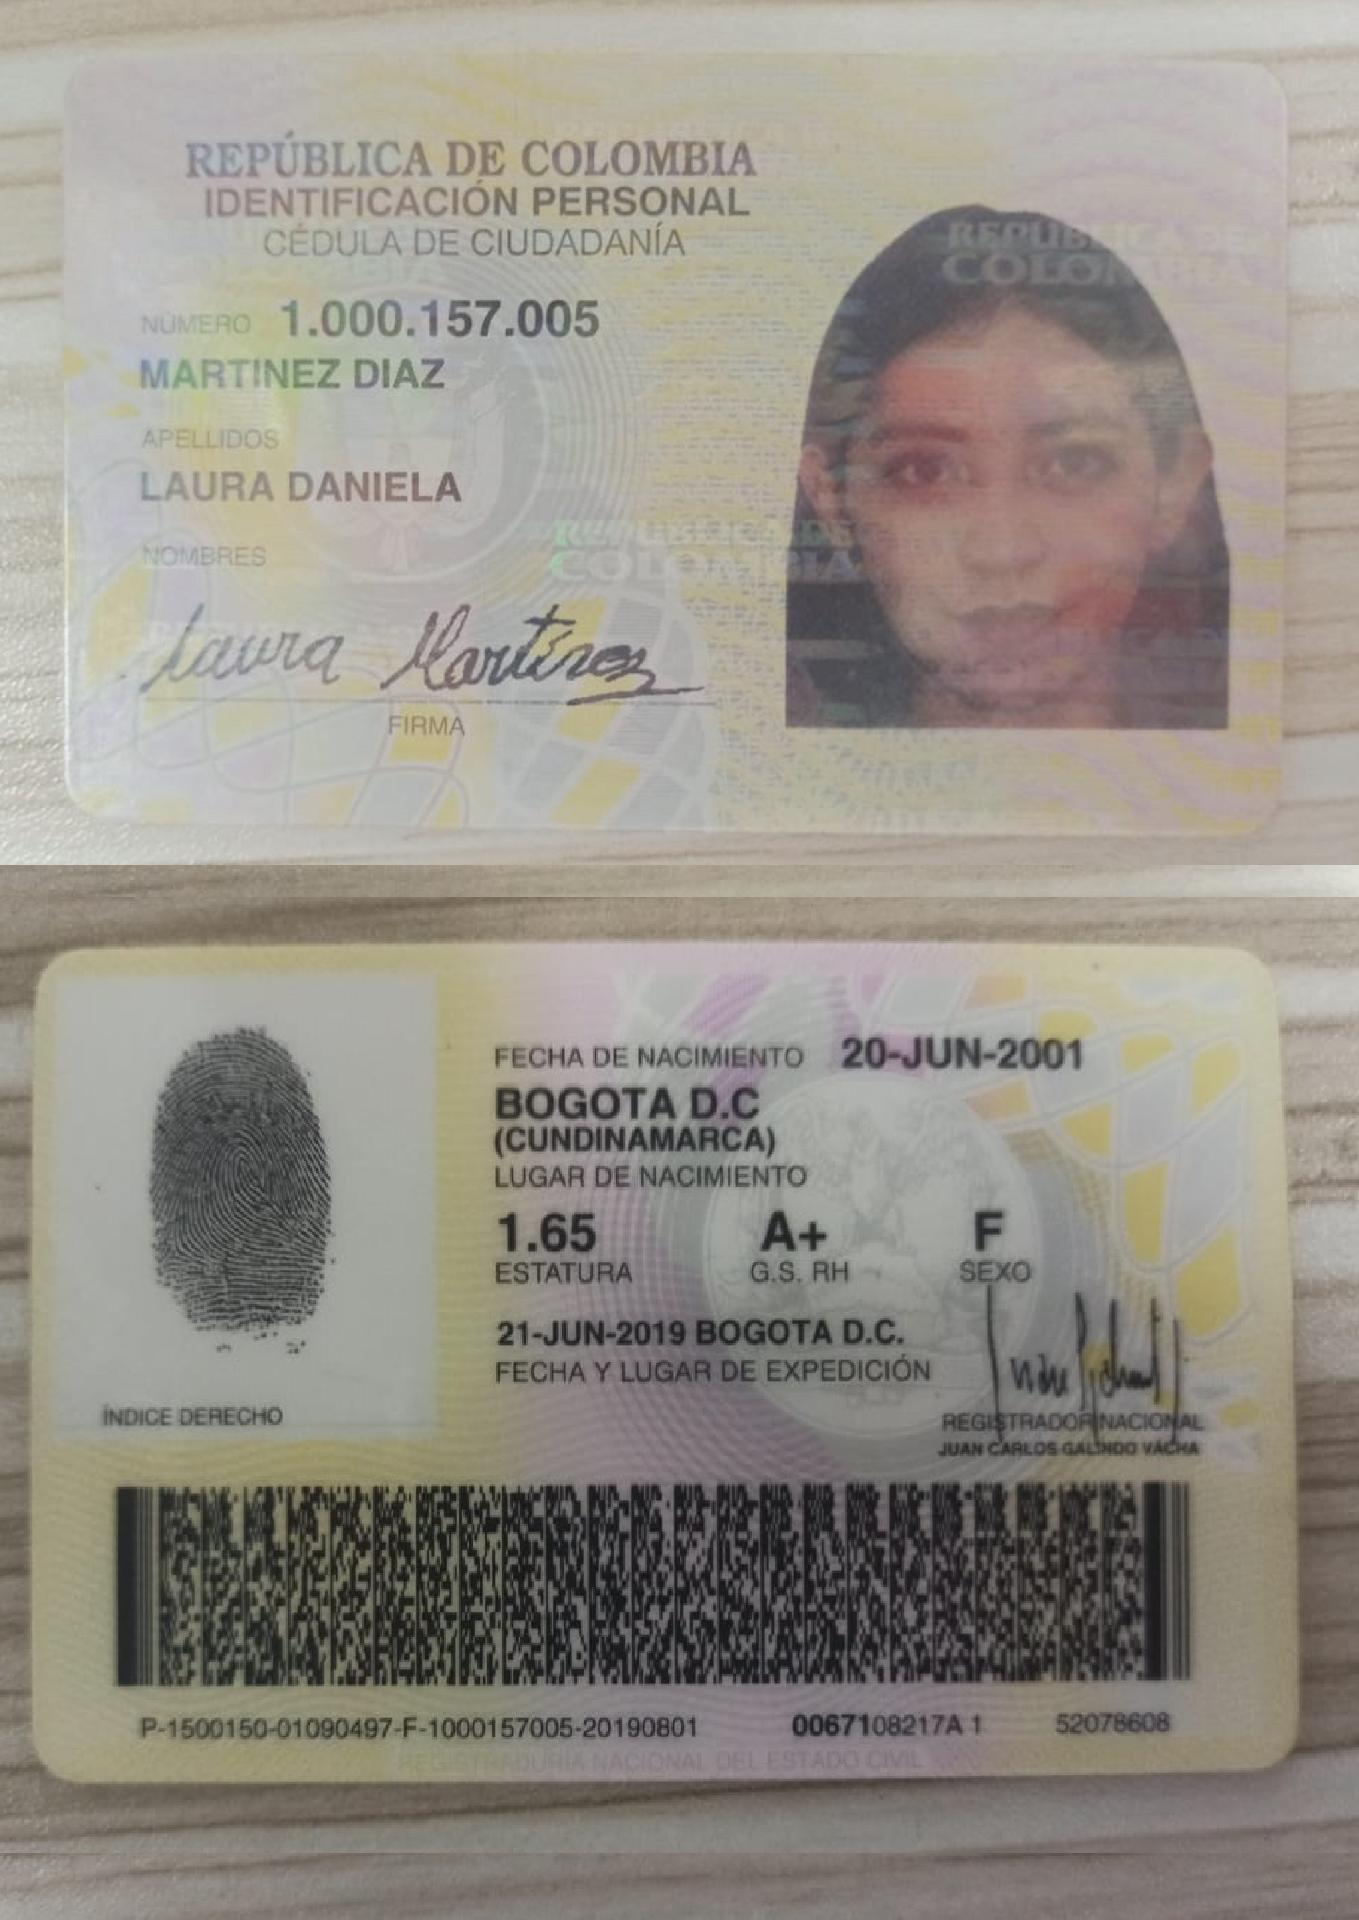 REPÚBLICA DE COLOMBIA
IDENTIFICACIÓN PERSONAL
CÉDULA DE CIUDADANÍA
REPUBLICA DE
COLOMBIA
NÚMERO 1.000.157.005
MARTINEZ DIAZ
APELLIDOS
LAURA DANIELA
NOMBRES
REPUBLICA DE
COLOMBIA
Laura Martinez
FIRMA
FECHA DE NACIMIENTO 20-JUN-2001
BOGOTA D.C
(CUNDINAMARCA)
LUGAR DE NACIMIENTO
1.65 A+ F
ESTATURA G.S. RH SEXO
21-JUN-2019 BOGOTA D.C.
FECHA Y LUGAR DE EXPEDICIÓN
ÍNDICE DERECHO
REGISTRADOR NACIONAL
JUAN CARLOS GALINDO VÁCHA
P-1500150-01090497-F-1000157005-20190801 0067108217A 1 52078608
REGISTRADURIA NACIONAL DEL ESTADO CIVIL